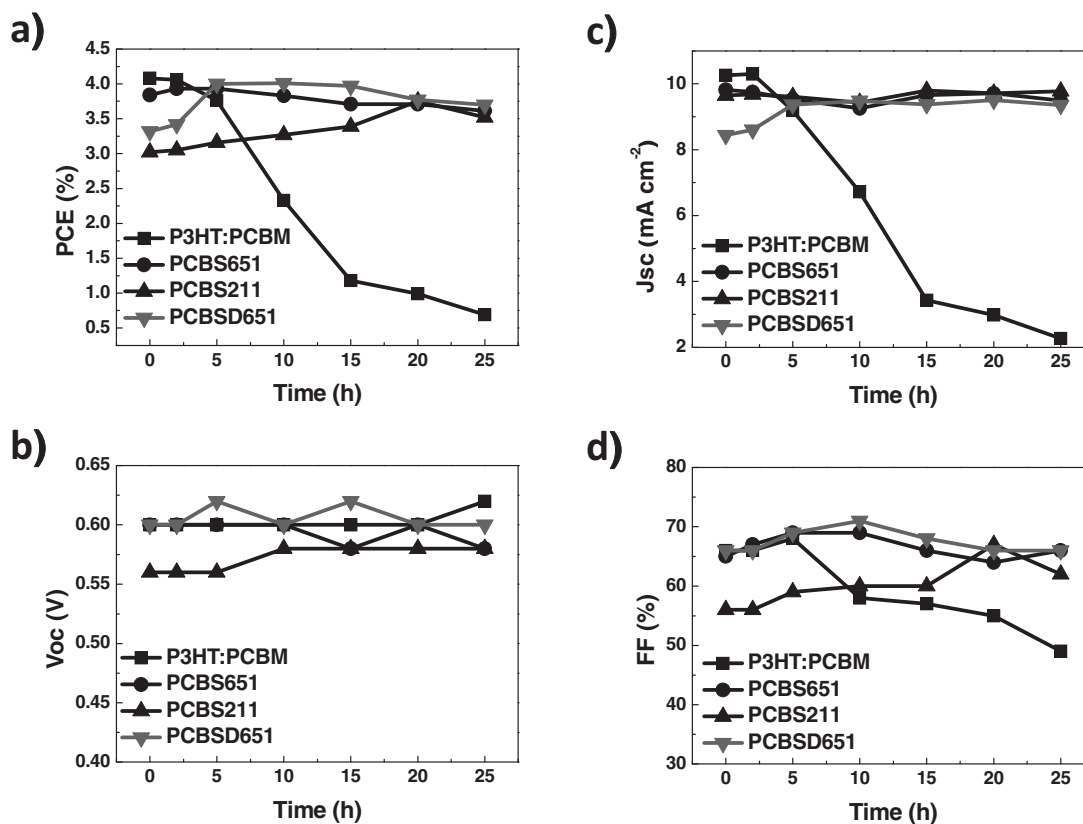 a)
4.5
4.0
3.5
3.0
2.5
2.0
1.5
1.0
0.5
PCE (%)
P3HT:PCBM
PCBS651
PCBS211
PCBSD651
0 5 10 15 20 25
Time (h)
b)
0.65
0.60
0.55
0.50
0.45
0.40
Voc (V)
P3HT:PCBM
PCBS651
PCBS211
PCBSD651
0 5 10 15 20 25
Time (h)
c)
10
8
6
4
2
Jsc (mA cm-2)
P3HT:PCBM
PCBS651
PCBS211
PCBSD651
0 5 10 15 20 25
Time (h)
d)
80
70
60
50
40
30
FF (%)
P3HT:PCBM
PCBS651
PCBS211
PCBSD651
0 5 10 15 20 25
Time (h)